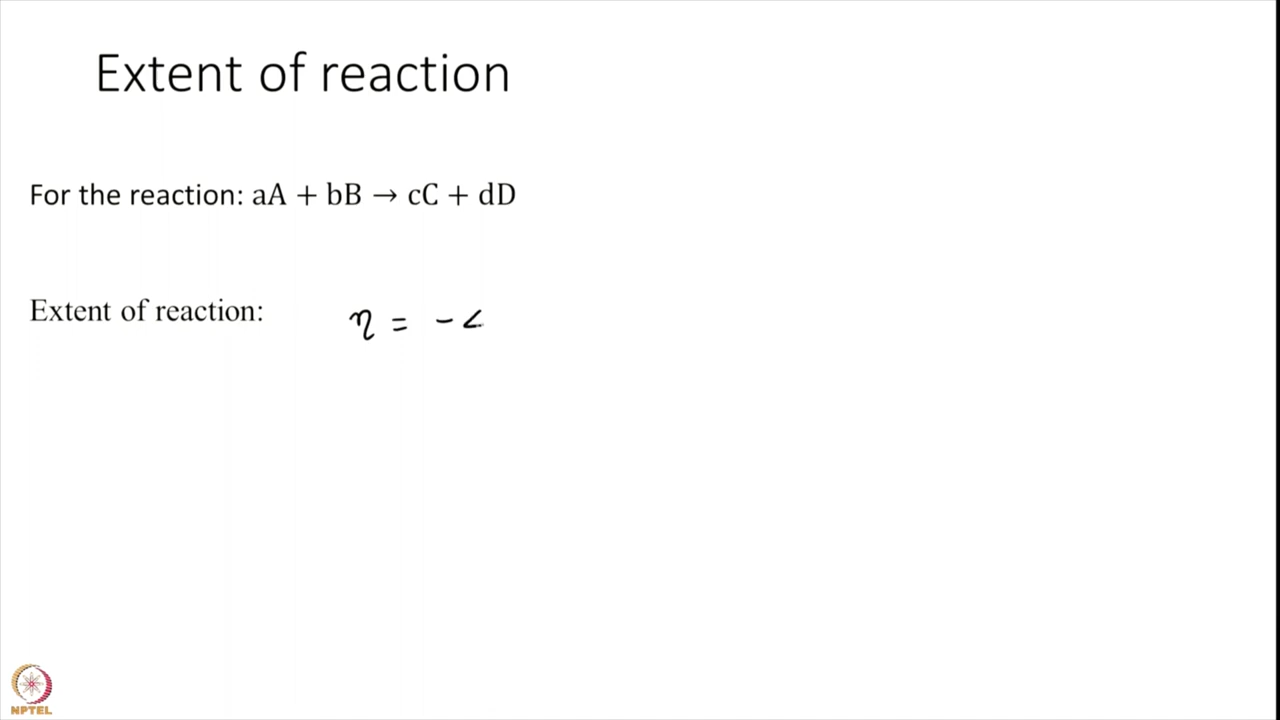 Extent of reaction
For the reaction: aA + bB → cC + dD
Extent of reaction: η = -
NPTEL